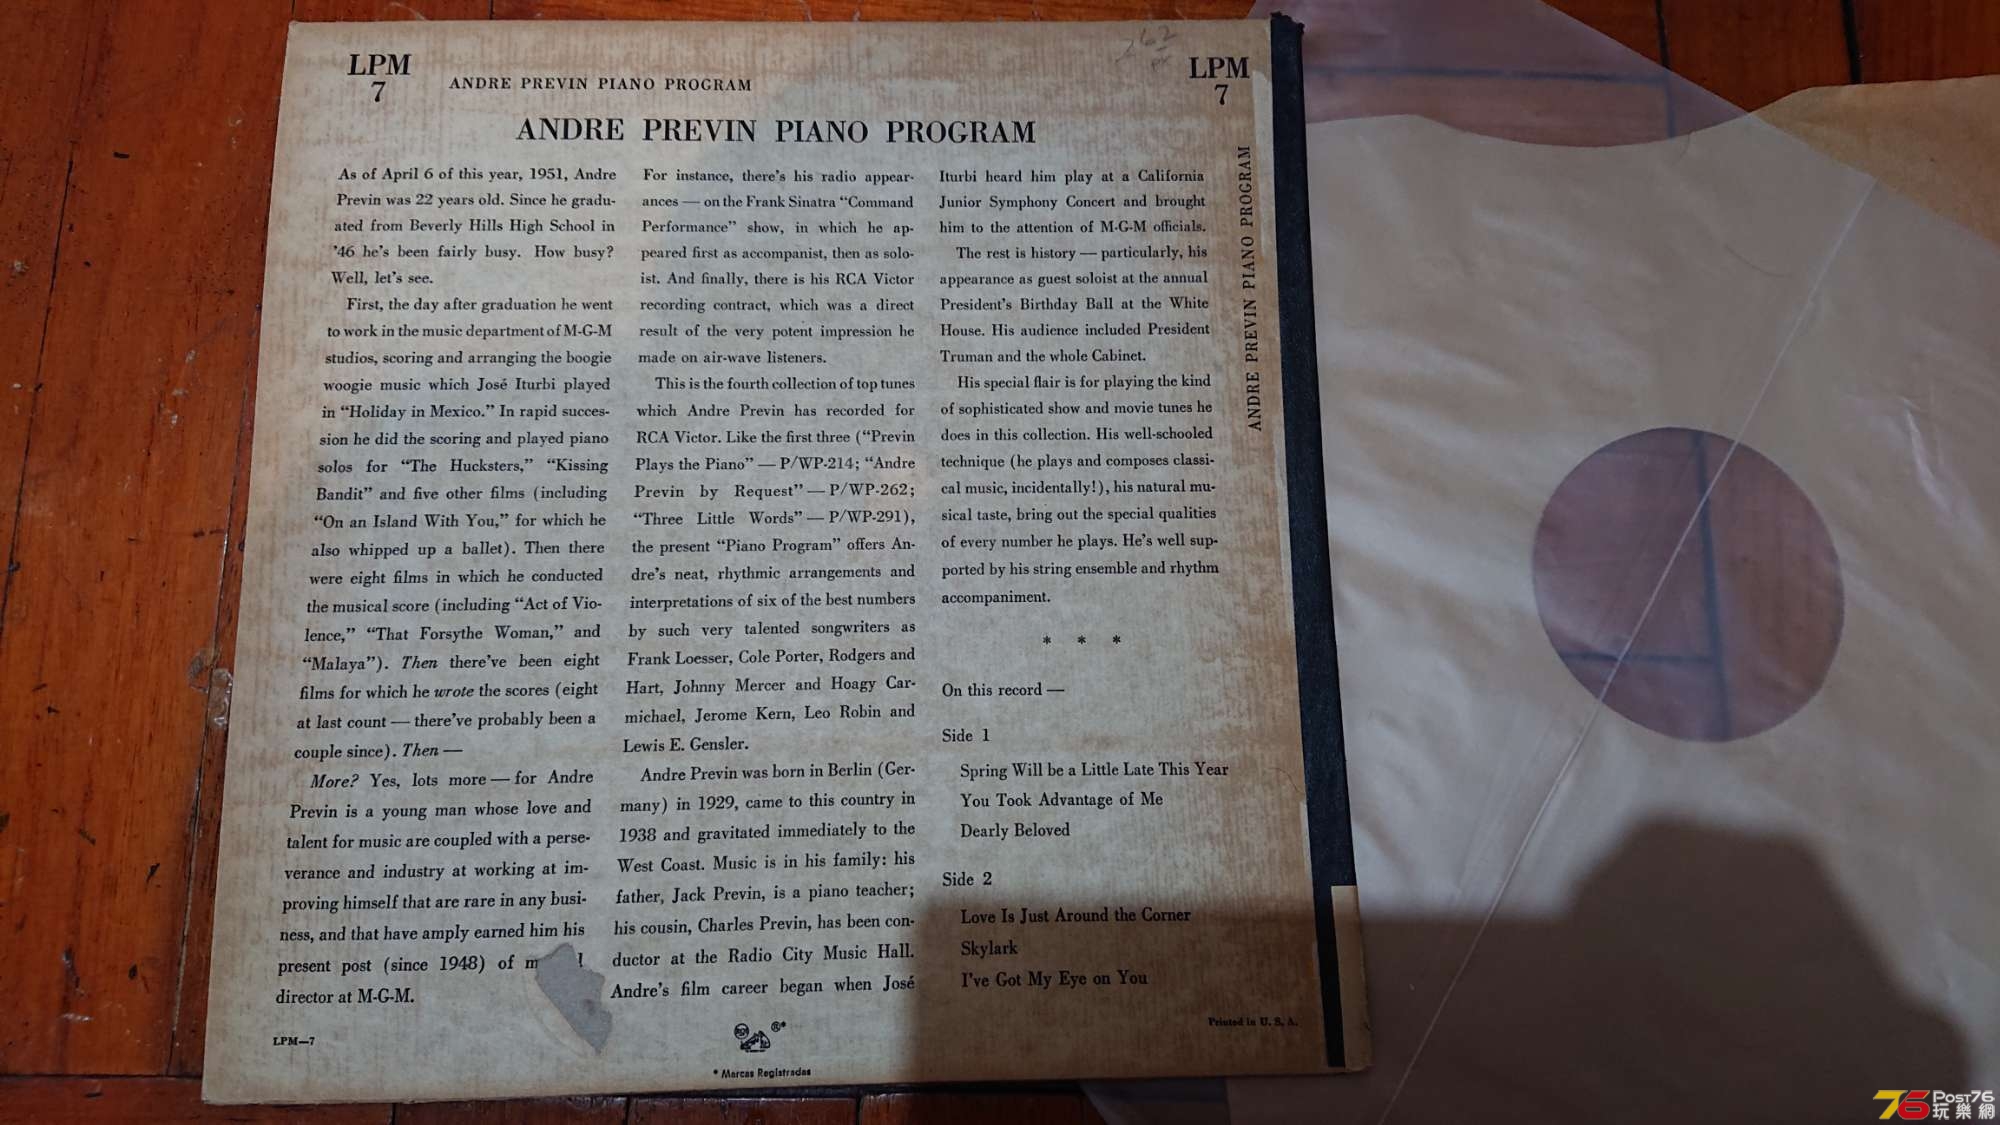 LPM
7
ANDRE PREVIN PIANO PROGRAM
LPM
7
ANDRE PREVIN PIANO PROGRAM
As of April 6 of this year, 1951, Andre
Previn was 22 years old. Since he gradu-
ated from Beverly Hills High School in
'46 he's been fairly busy. How busy?
Well, let's see.
First, the day after graduation he went
to work in the music department of M-G-M
studios, scoring and arranging the boogie
woogie music which José Iturbi played
in “Holiday in Mexico.” In rapid succes-
sion he did the scoring and played piano
solos for “The Hucksters,” “Kissing
Bandit” and five other films (including
“On an Island With You,” for which he
also whipped up a ballet). Then there
were eight films in which he conducted
the musical score (including “Act of Vio-
lence,” “That Forsythe Woman,” and
“Malaya”). Then there've been eight
films for which he wrote the scores (eight
at last count — there've probably been a
couple since). Then —
More? Yes, lots more — for Andre
Previn is a young man whose love and
talent for music are coupled with a perse-
verance and industry at working at im-
proving himself that are rare in any busi-
ness, and that have amply earned him his
present post (since 1948) of
director at M-G-M.
LPM—7
For instance, there's his radio appear-
ances — on the Frank Sinatra “Command
Performance” show, in which he ap-
peared first as accompanist, then as solo-
ist. And finally, there is his RCA Victor
recording contract, which was a direct
result of the very potent impression he
made on air-wave listeners.
This is the fourth collection of top tunes
which Andre Previn has recorded for
RCA Victor. Like the first three (“Previn
Plays the Piano” — P/WP-214; “Andre
Previn by Request” — P/WP-262;
“Three Little Words” — P/WP-291),
the present “Piano Program” offers An-
dre's neat, rhythmic arrangements and
interpretations of six of the best numbers
by such very talented songwriters as
Frank Loesser, Cole Porter, Rodgers and
Hart, Johnny Mercer and Hoagy Car-
michael, Jerome Kern, Leo Robin and
Lewis E. Gensler.
Andre Previn was born in Berlin (Ger-
many) in 1929, came to this country in
1938 and gravitated immediately to the
West Coast. Music is in his family: his
father, Jack Previn, is a piano teacher;
his cousin, Charles Previn, has been con-
ductor at the Radio City Music Hall.
Andre's film career began when José
RCA ®*
* Marcas Registradas
Iturbi heard him play at a California
Junior Symphony Concert and brought
him to the attention of M-G-M officials.
The rest is history — particularly, his
appearance as guest soloist at the annual
President's Birthday Ball at the White
House. His audience included President
Truman and the whole Cabinet.
His special flair is for playing the kind
of sophisticated show and movie tunes he
does in this collection. His well-schooled
technique (he plays and composes classi-
cal music, incidentally!), his natural mu-
sical taste, bring out the special qualities
of every number he plays. He's well sup-
ported by his string ensemble and rhythm
accompaniment.
* * *
On this record —
Side 1
Spring Will be a Little Late This Year
You Took Advantage of Me
Dearly Beloved
Side 2
Love Is Just Around the Corner
Skylark
I've Got My Eye on You
Printed in U. S. A.
ANDRE PREVIN PIANO PROGRAM
76 Post76
玩樂網